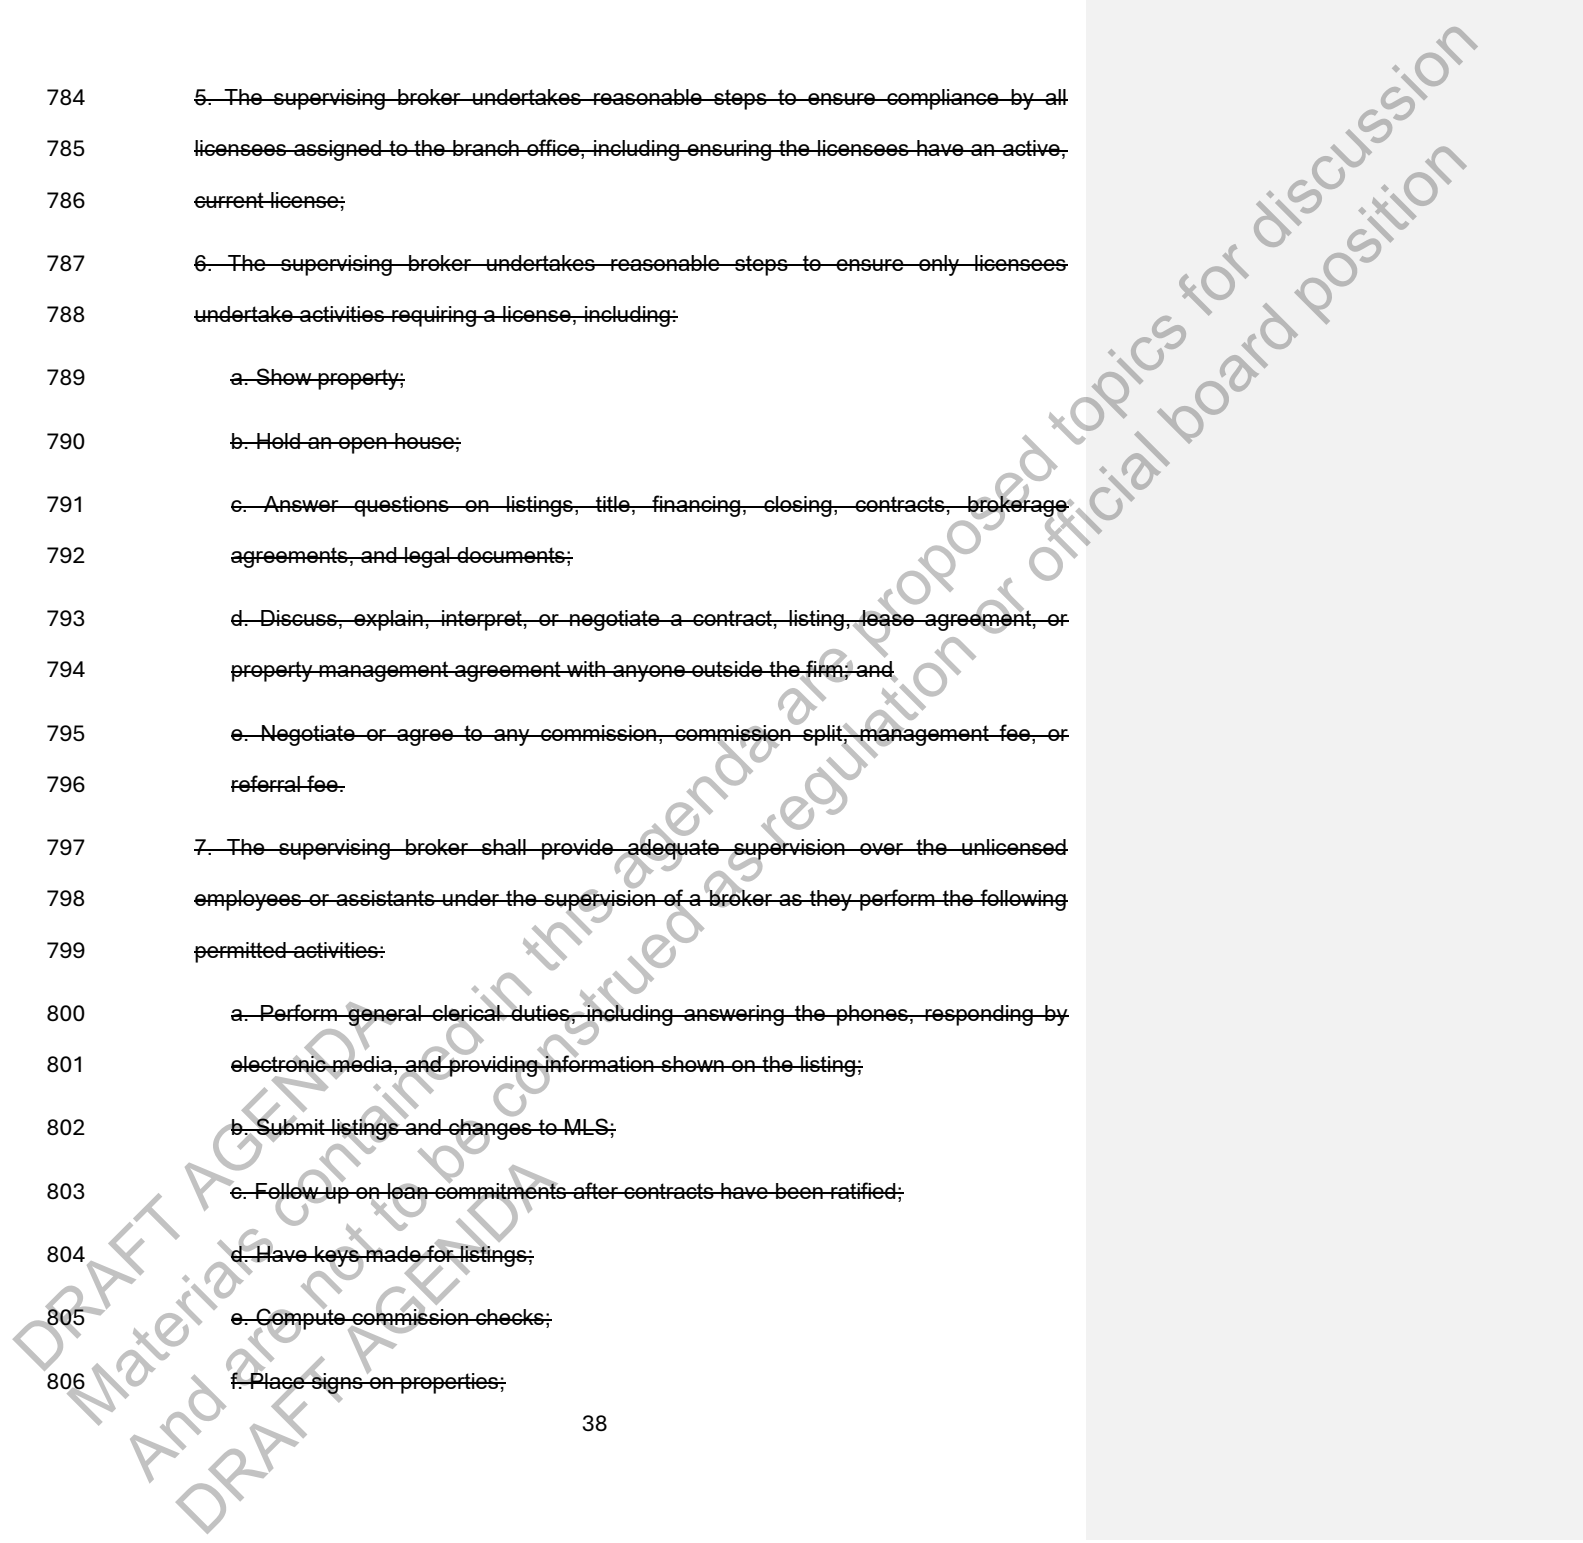 784 5. The supervising broker undertakes reasonable steps to ensure compliance by all
785 licensees assigned to the branch office, including ensuring the licensees have an active,
786 current license;
787 6. The supervising broker undertakes reasonable steps to ensure only licensees
788 undertake activities requiring a license, including:
789 a. Show property;
790 b. Hold an open house;
791 c. Answer questions on listings, title, financing, closing, contracts, brokerage
792 agreements, and legal documents;
793 d. Discuss, explain, interpret, or negotiate a contract, listing, lease agreement, or
794 property management agreement with anyone outside the firm; and
795 e. Negotiate or agree to any commission, commission split, management fee, or
796 referral fee.
797 7. The supervising broker shall provide adequate supervision over the unlicensed
798 employees or assistants under the supervision of a broker as they perform the following
799 permitted activities:
800 a. Perform general clerical duties, including answering the phones, responding by
801 electronic media, and providing information shown on the listing;
802 b. Submit listings and changes to MLS;
803 c. Follow up on loan commitments after contracts have been ratified;
804 d. Have keys made for listings;
805 e. Compute commission checks;
806 f. Place signs on properties;
38
DRAFT AGENDA
Materials contained in this agenda are proposed topics for discussion
And are not to be construed as regulation or official board position
DRAFT AGENDA